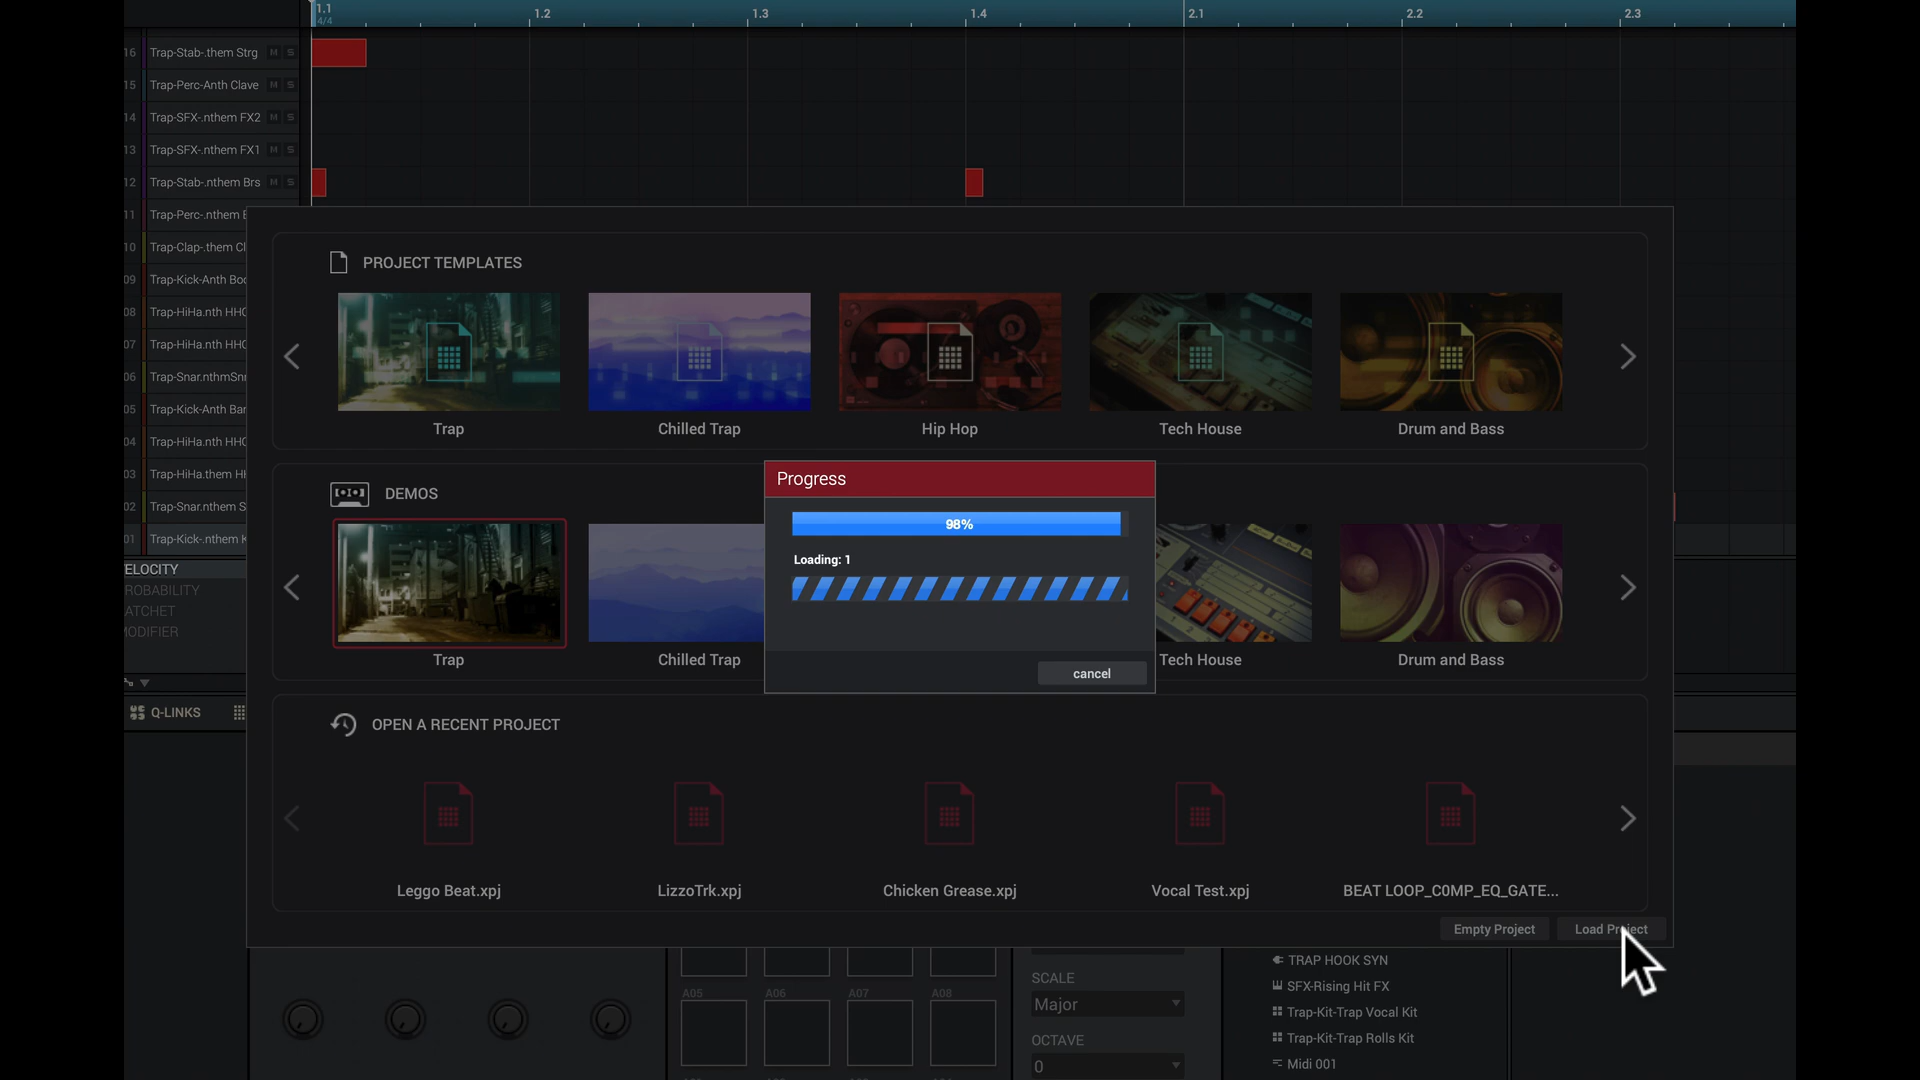 1.1
4/4
1.2
1.3
1.4
2.1
2.2
2.3
16 Trap-Stab-.them Strg M S
15 Trap-Perc-Anth Clave M S
14 Trap-SFX-.nthem FX2 M S
13 Trap-SFX-.nthem FX1 M S
12 Trap-Stab-.nthem Brs M S
11 Trap-Perc-.nthem
10 Trap-Clap-.them Cl
09 Trap-Kick-Anth Boo
08 Trap-HiHa.nth HHC
07 Trap-HiHa.nth HHC
06 Trap-Snar.nthmSnr
05 Trap-Kick-Anth Bar
04 Trap-HiHa.nth HHC
03 Trap-HiHa.them HH
02 Trap-Snar.nthem S
01 Trap-Kick-.nthem K
ELOCITY
ROBABILITY
ATCHET
MODIFIER
Q-LINKS
PROJECT TEMPLATES
Trap
Chilled Trap
Hip Hop
Tech House
Drum and Bass
DEMOS
Trap
Chilled Trap
Tech House
Drum and Bass
Progress
98%
Loading: 1
cancel
OPEN A RECENT PROJECT
Leggo Beat.xpj
LizzoTrk.xpj
Chicken Grease.xpj
Vocal Test.xpj
BEAT LOOP_C0MP_EQ_GATE...
Empty Project
Load Project
A05
A06
A07
A08
SCALE
Major
OCTAVE
0
TRAP HOOK SYN
SFX-Rising Hit FX
Trap-Kit-Trap Vocal Kit
Trap-Kit-Trap Rolls Kit
Midi 001